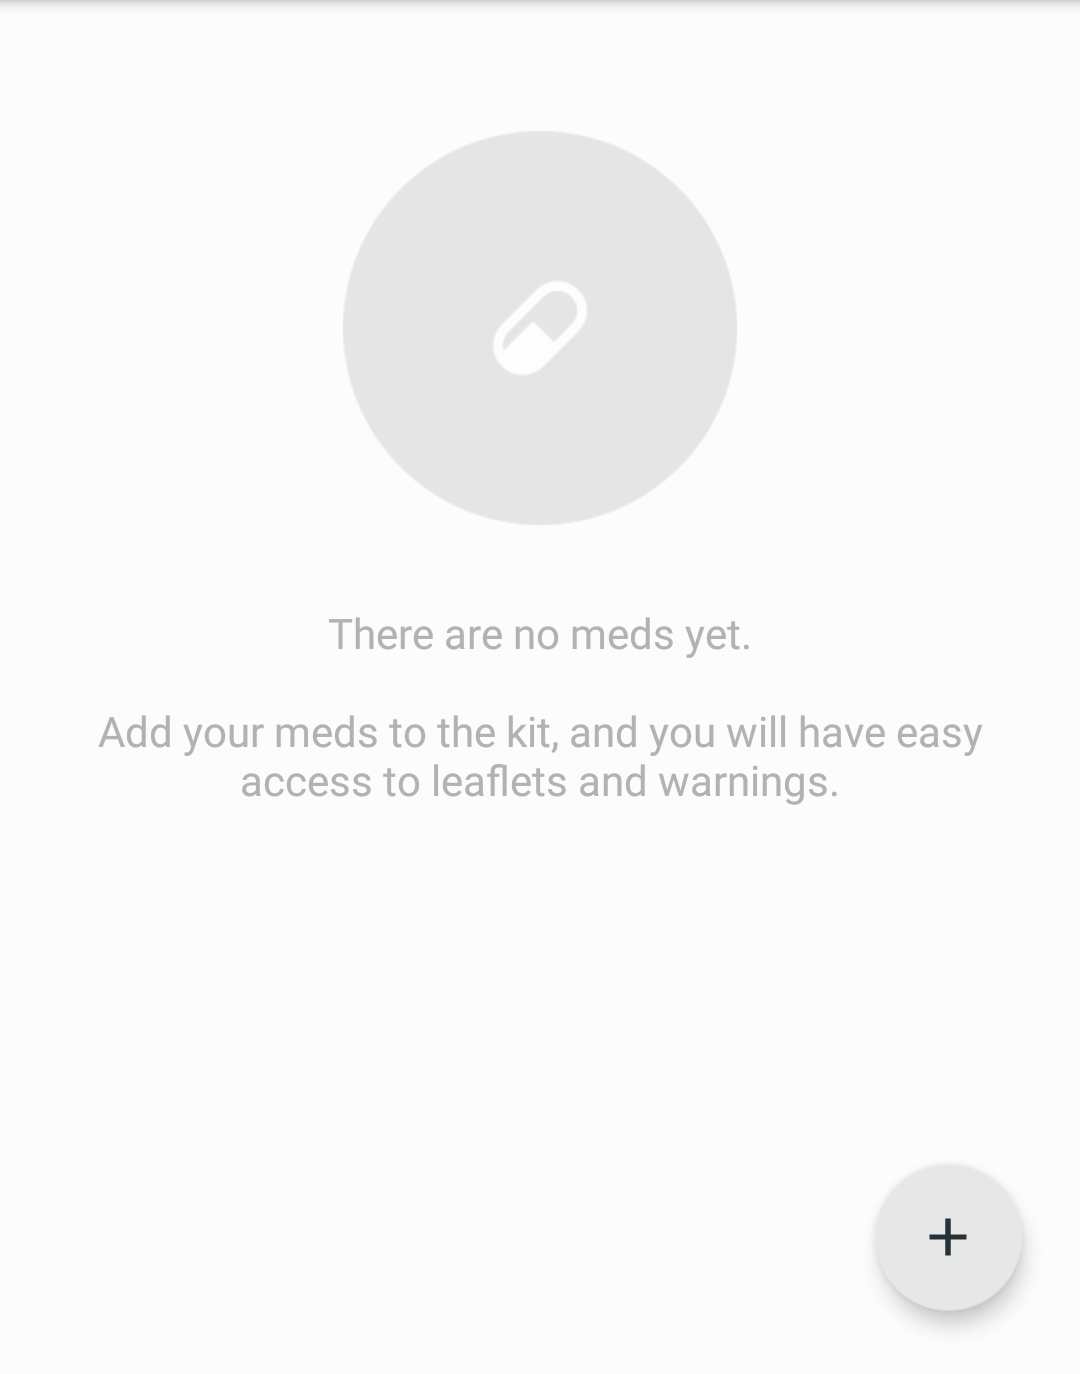 There are no meds yet.
Add your meds to the kit, and you will have easy
access to leaflets and warnings.